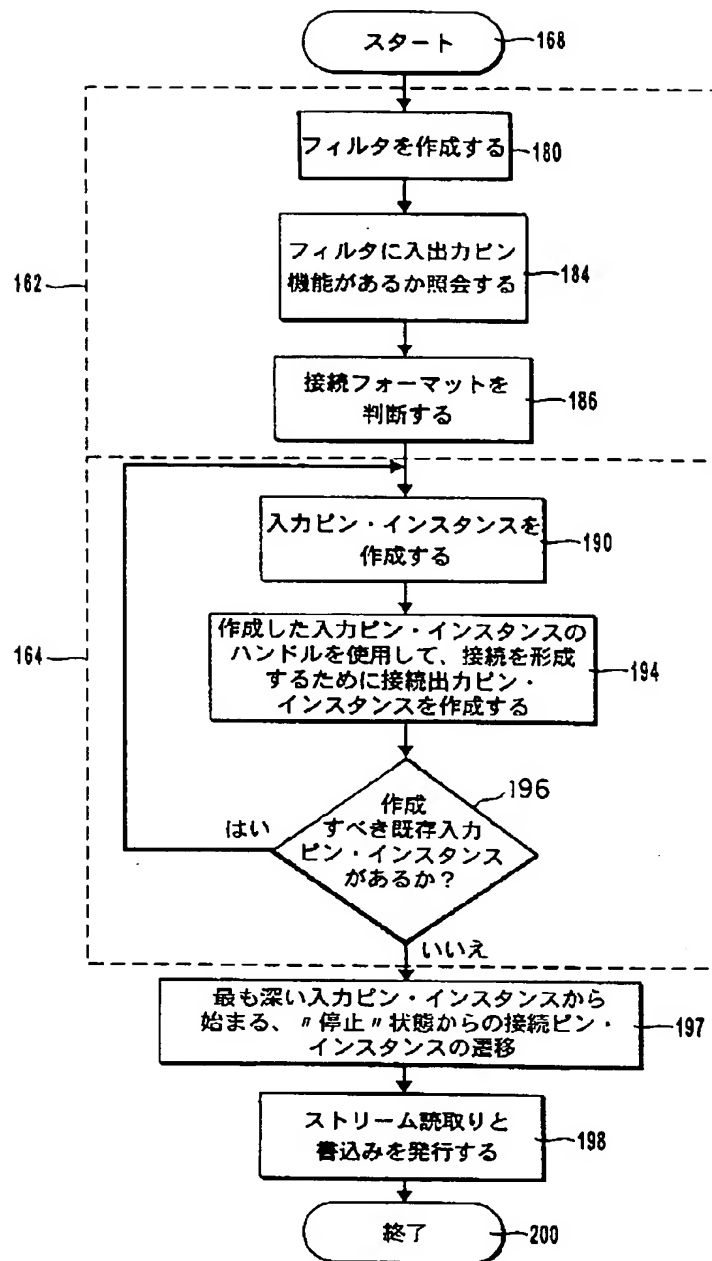 スタート
168
フィルタを作成する
180
フィルタに入出力ピン
機能があるか照会する
184
162
接続フォーマットを
判断する
186
入力ピン・インスタンスを
作成する
190
作成した入力ピン・インスタンスの
ハンドルを使用して、接続を形成
するために接続出力ピン・
インスタンスを作成する
194
164
196
作成
すべき既存入力
ピン・インスタンス
があるか？
はい
いいえ
最も深い入力ピン・インスタンスから
始まる、〃停止〃状態からの接続ピン・
インスタンスの遷移
197
ストリーム読取りと
書込みを発行する
198
終了
200